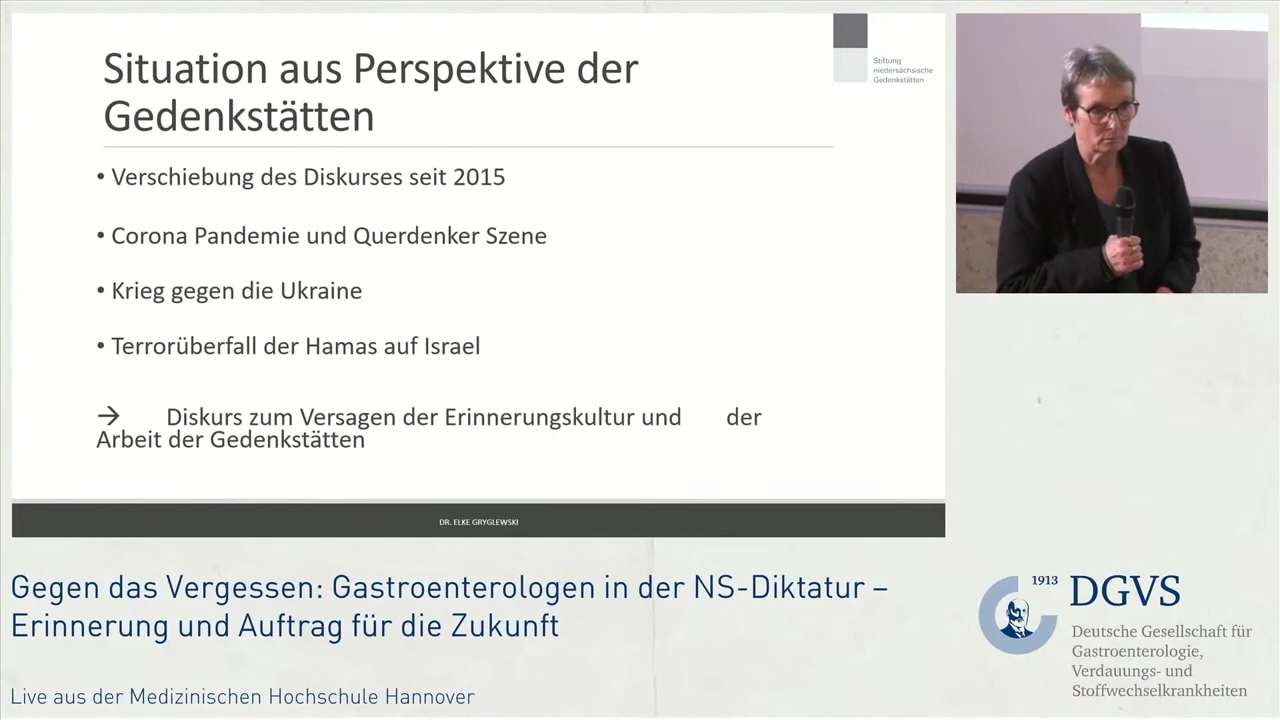 Situation aus Perspektive der
Gedenkstätten
Stiftung
niedersächsische
Gedenkstätten
• Verschiebung des Diskurses seit 2015
• Corona Pandemie und Querdenker Szene
• Krieg gegen die Ukraine
• Terrorüberfall der Hamas auf Israel
→ Diskurs zum Versagen der Erinnerungskultur und der
Arbeit der Gedenkstätten
DR. ELKE GRYGLEWSKI
Gegen das Vergessen: Gastroenterologen in der NS-Diktatur –
Erinnerung und Auftrag für die Zukunft
Live aus der Medizinischen Hochschule Hannover
1913 DGVS
Deutsche Gesellschaft für
Gastroenterologie,
Verdauungs- und
Stoffwechselkrankheiten